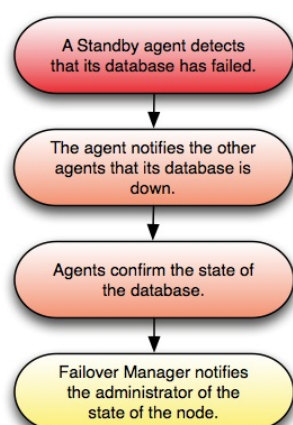 A Standby agent detects
that its database has failed.
The agent notifies the other
agents that its database is
down.
Agents confirm the state of
the database.
Failover Manager notifies
the administrator of the
state of the node.